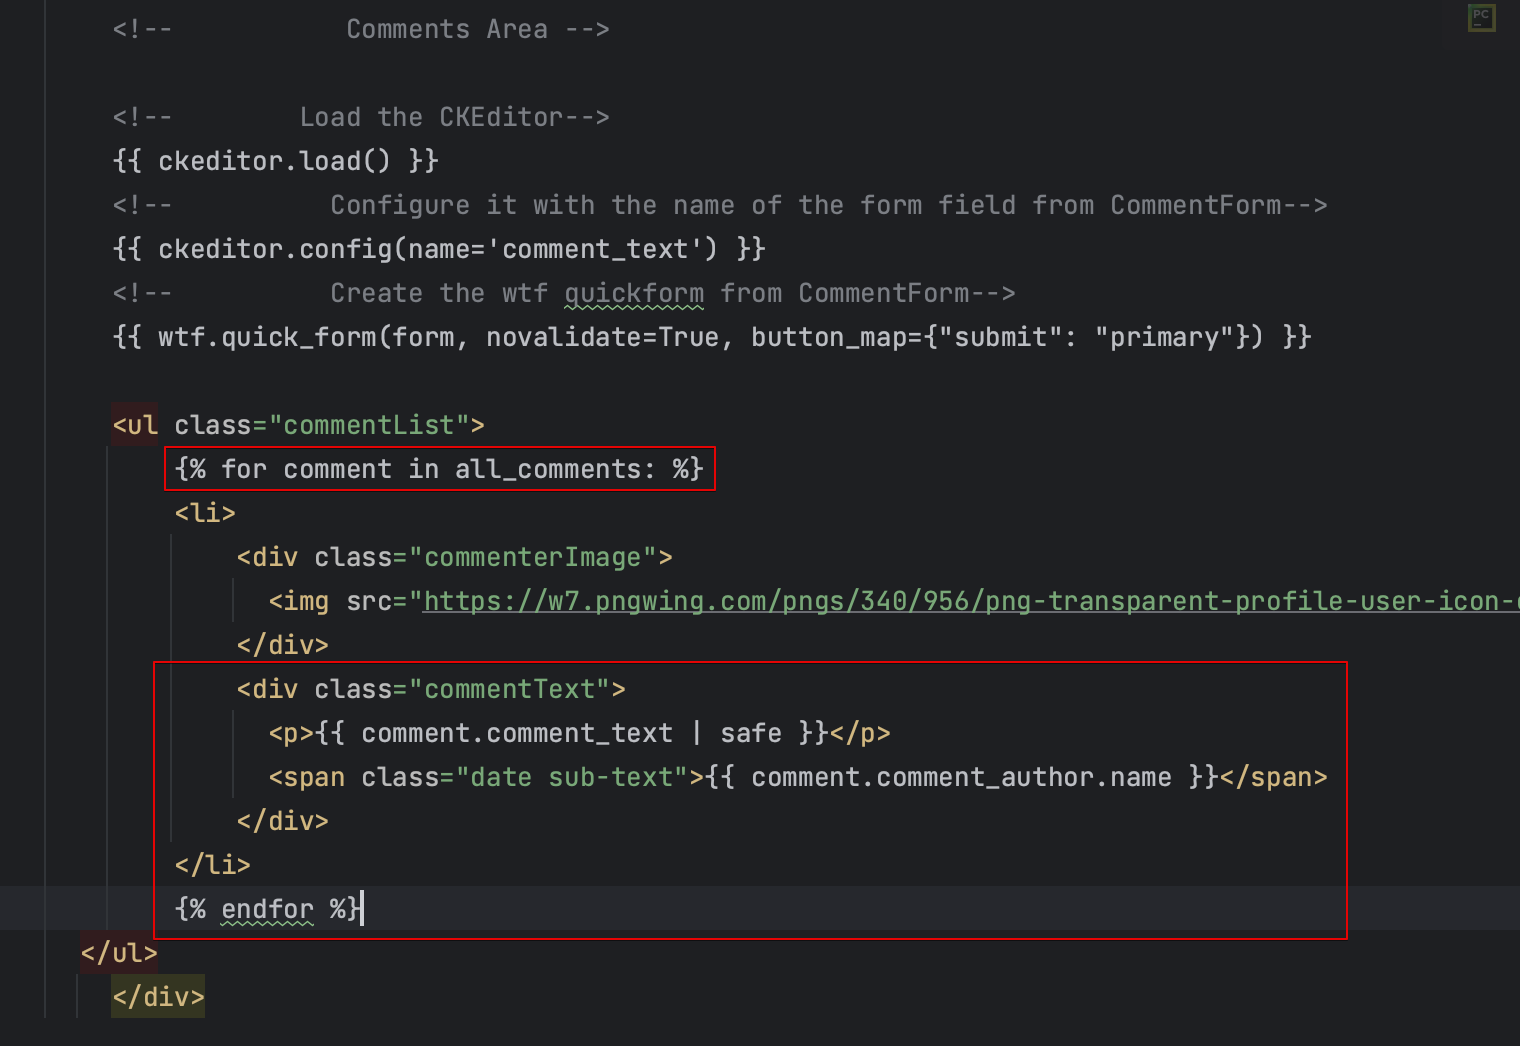 <!--           Comments Area -->
PC
<!--        Load the CKEditor-->
{{ ckeditor.load() }}
<!--          Configure it with the name of the form field from CommentForm-->
{{ ckeditor.config(name='comment_text') }}
<!--          Create the wtf quickform from CommentForm-->
{{ wtf.quick_form(form, novalidate=True, button_map={"submit": "primary"}) }}
<ul class="commentList">
{% for comment in all_comments: %}
<li>
<div class="commenterImage">
<img src="https://w7.pngwing.com/pngs/340/956/png-transparent-profile-user-icon-
</div>
<div class="commentText">
<p>{{ comment.comment_text | safe }}</p>
<span class="date sub-text">{{ comment.comment_author.name }}</span>
</div>
</li>
{% endfor %}
</ul>
</div>